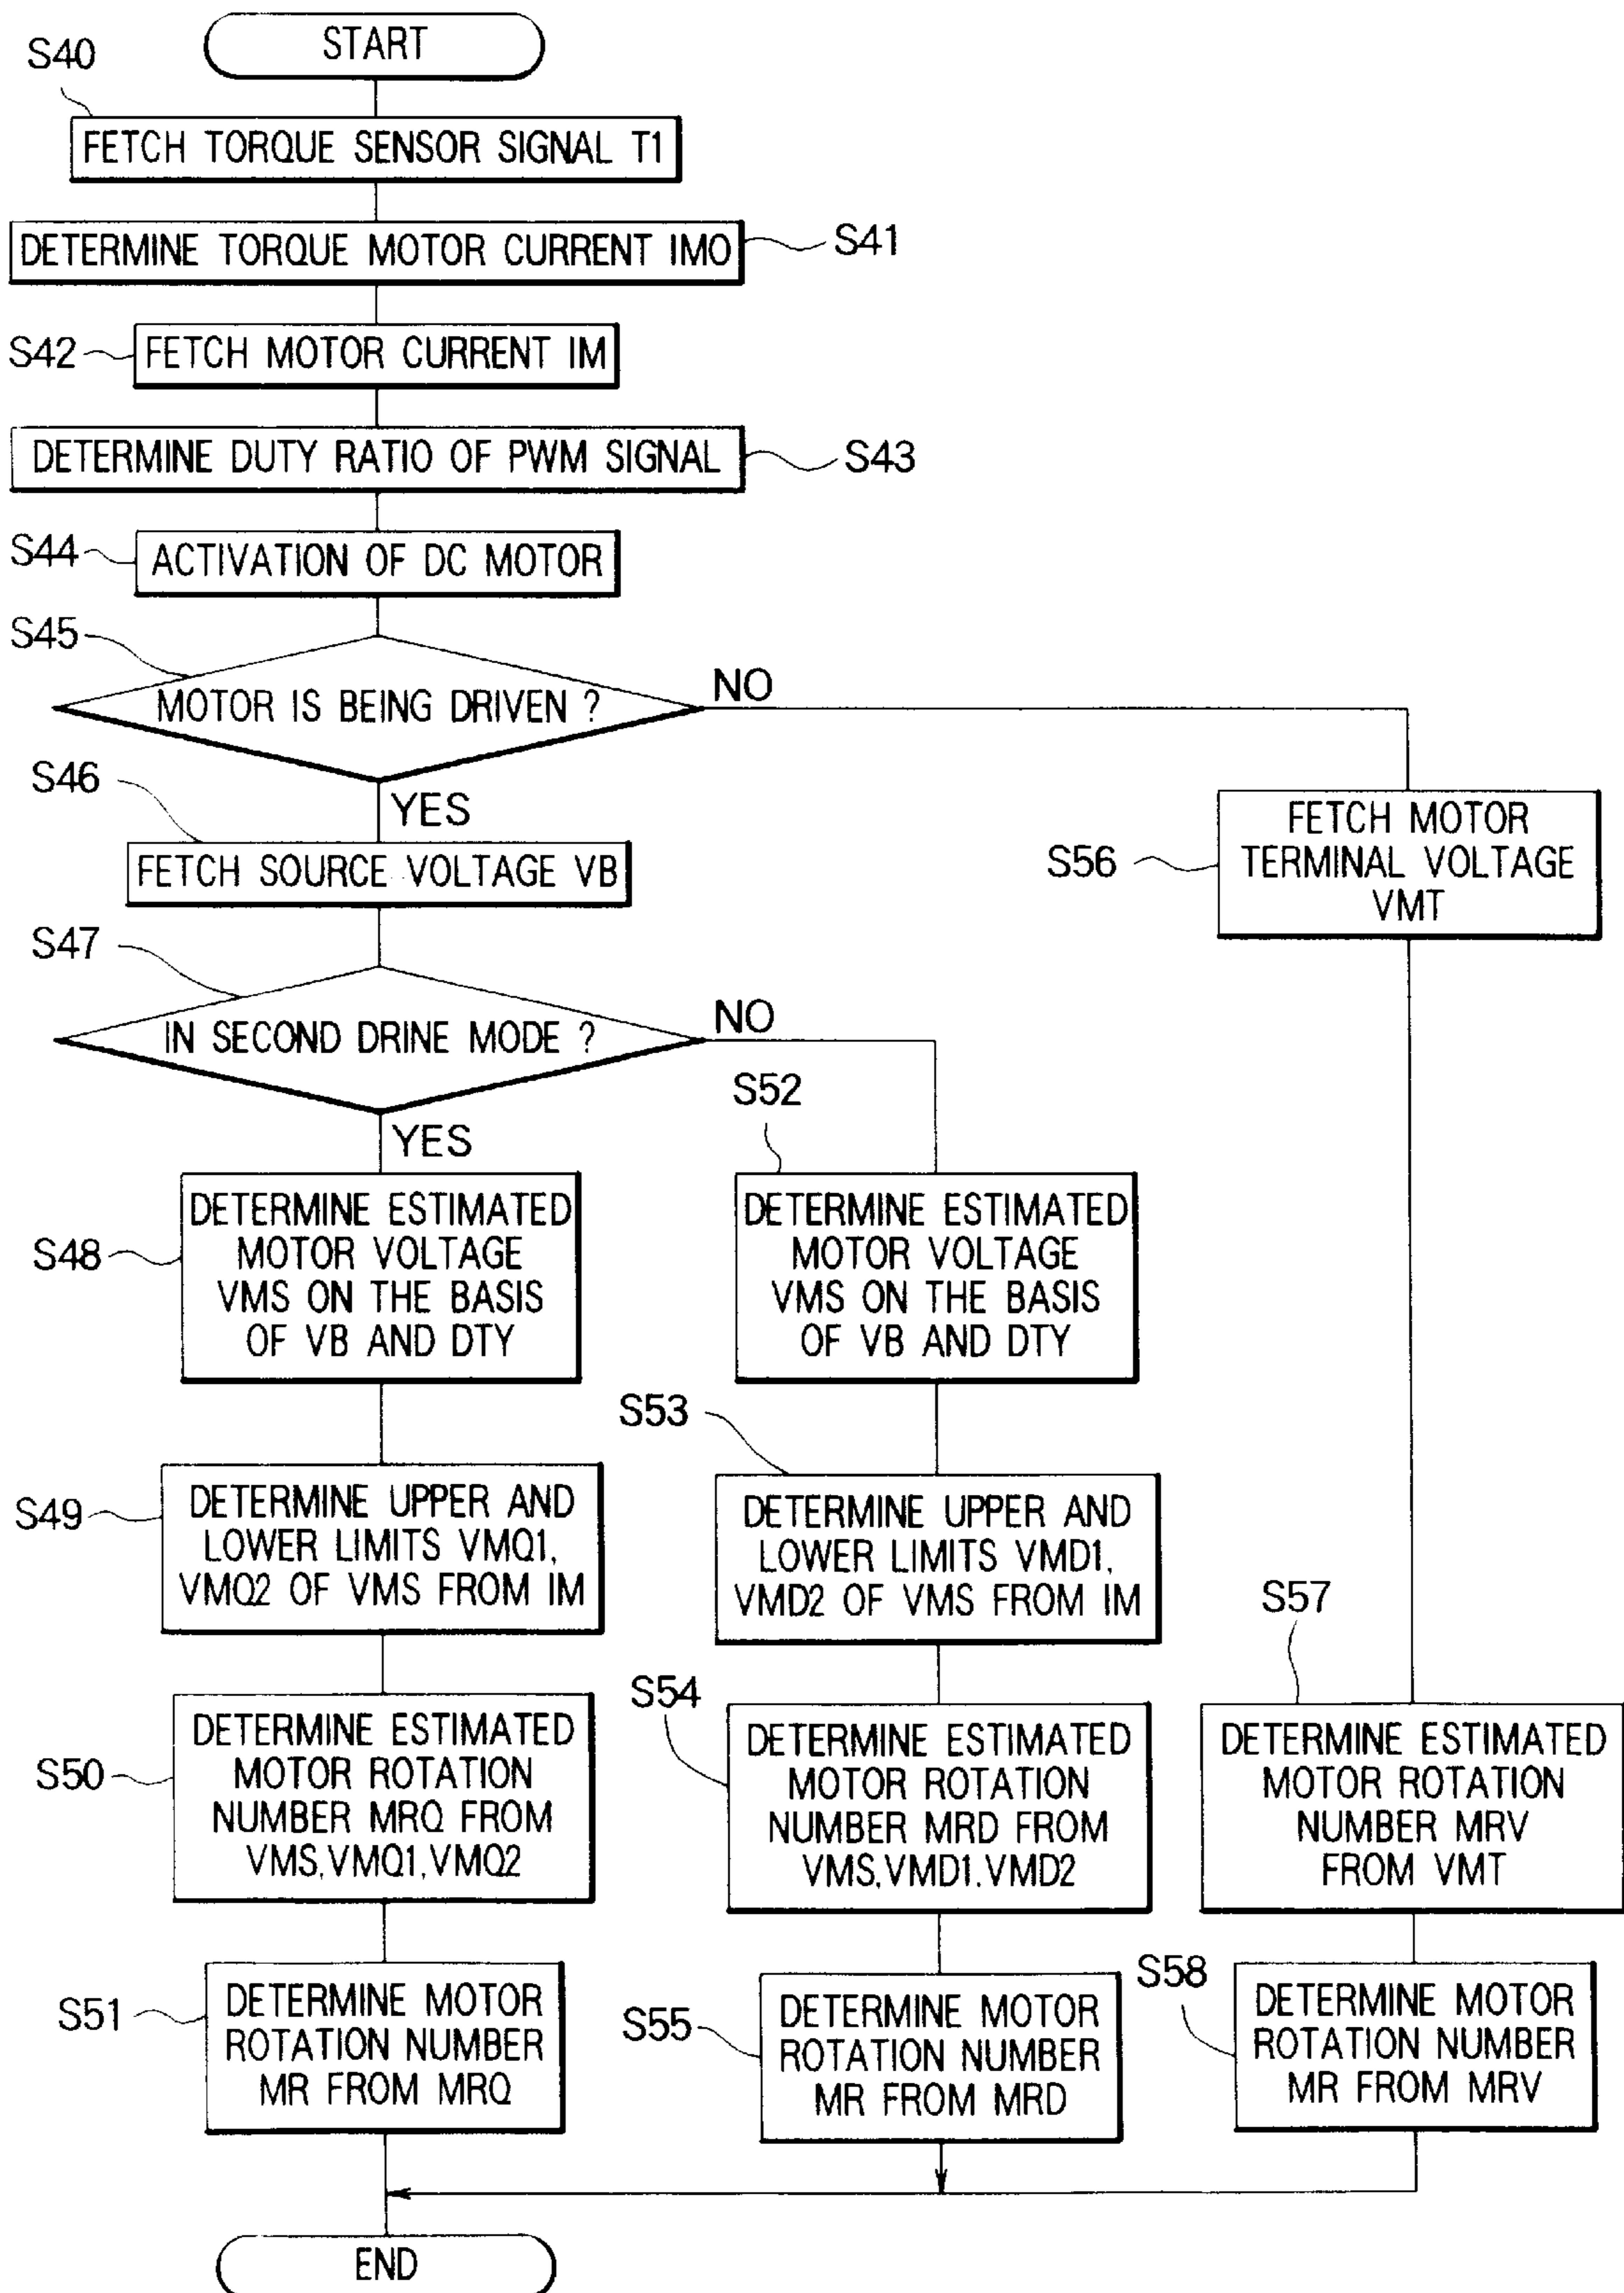 START
S40
FETCH TORQUE SENSOR SIGNAL T1
DETERMINE TORQUE MOTOR CURRENT IMO
S41
S42
FETCH MOTOR CURRENT IM
DETERMINE DUTY RATIO OF PWM SIGNAL
S43
S44
ACTIVATION OF DC MOTOR
S45
MOTOR IS BEING DRIVEN ?
NO
YES
S46
FETCH SOURCE VOLTAGE VB
S56
FETCH MOTOR
TERMINAL VOLTAGE
VMT
S47
IN SECOND DRINE MODE ?
NO
YES
S48
DETERMINE ESTIMATED
MOTOR VOLTAGE
VMS ON THE BASIS
OF VB AND DTY
S52
DETERMINE ESTIMATED
MOTOR VOLTAGE
VMS ON THE BASIS
OF VB AND DTY
S49
DETERMINE UPPER AND
LOWER LIMITS VMQ1,
VMQ2 OF VMS FROM IM
S53
DETERMINE UPPER AND
LOWER LIMITS VMD1,
VMD2 OF VMS FROM IM
S50
DETERMINE ESTIMATED
MOTOR ROTATION
NUMBER MRQ FROM
VMS,VMQ1,VMQ2
S54
DETERMINE ESTIMATED
MOTOR ROTATION
NUMBER MRD FROM
VMS,VMD1,VMD2
S57
DETERMINE ESTIMATED
MOTOR ROTATION
NUMBER MRV
FROM VMT
S51
DETERMINE MOTOR
ROTATION NUMBER
MR FROM MRQ
S55
DETERMINE MOTOR
ROTATION NUMBER
MR FROM MRD
S58
DETERMINE MOTOR
ROTATION NUMBER
MR FROM MRV
END